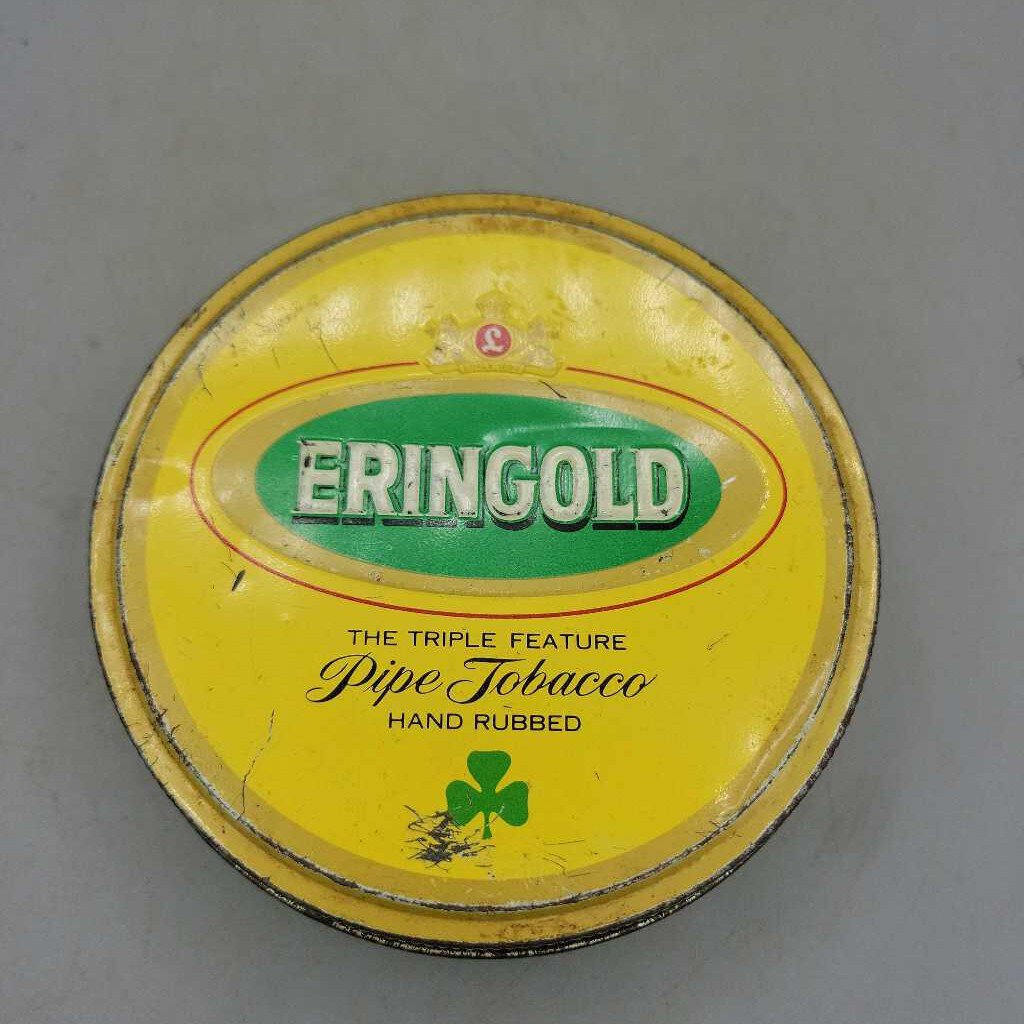 L
ERINGOLD
THE TRIPLE FEATURE
Pipe Tobacco
HAND RUBBED